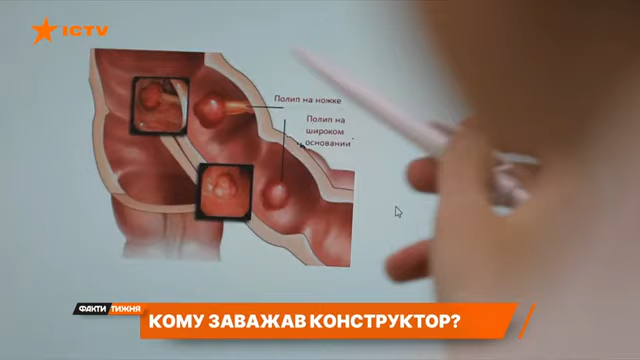 ICTV
Полип на ножке
Полип на
широком
основании
ФАКТИ ТИЖНЯ
КОМУ ЗАВАЖАВ КОНСТРУКТОР?